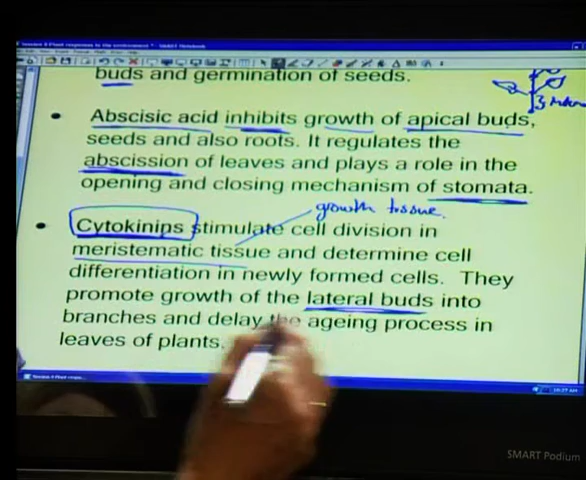 buds and germination of seeds.
• Abscisic acid inhibits growth of apical buds,
seeds and also roots. It regulates the
abscission of leaves and plays a role in the
opening and closing mechanism of stomata.
growth tissue.
• Cytokinins stimulate cell division in
meristematic tissue and determine cell
differentiation in newly formed cells. They
promote growth of the lateral buds into
branches and delay the ageing process in
leaves of plants.
SMART Podium